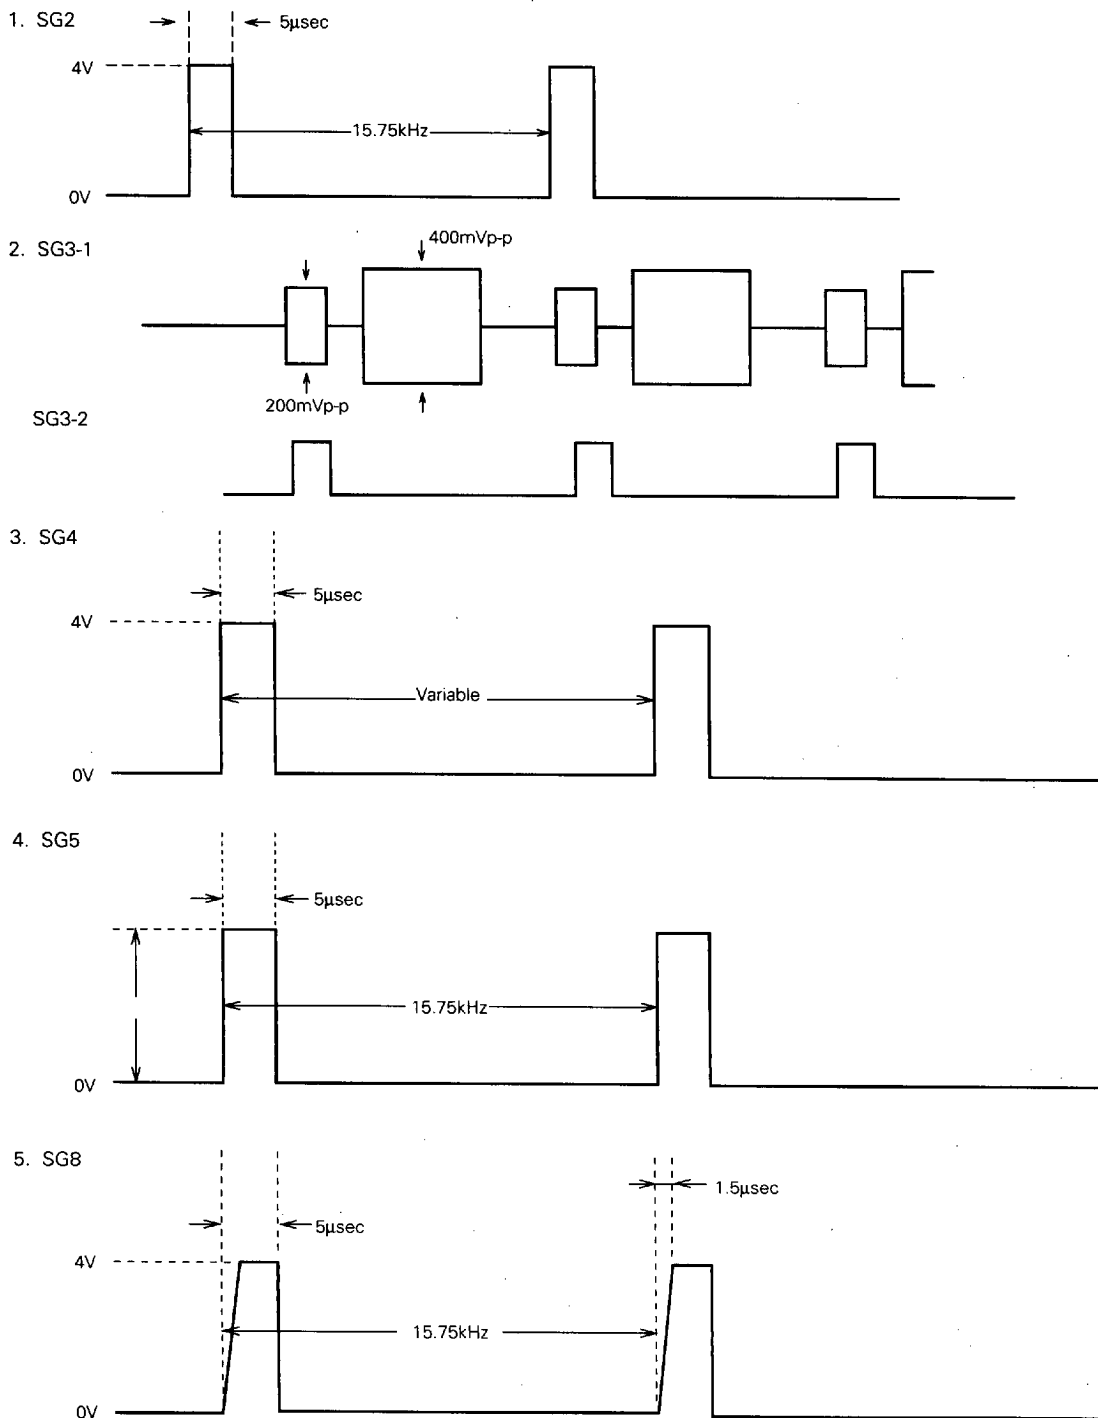 1. SG2
5μsec
4V
15.75kHz
0V
2. SG3-1
400mVp-p
200mVp-p
SG3-2
3. SG4
5μsec
4V
Variable
0V
4. SG5
5μsec
15.75kHz
0V
5. SG8
1.5μsec
5μsec
4V
15.75kHz
0V